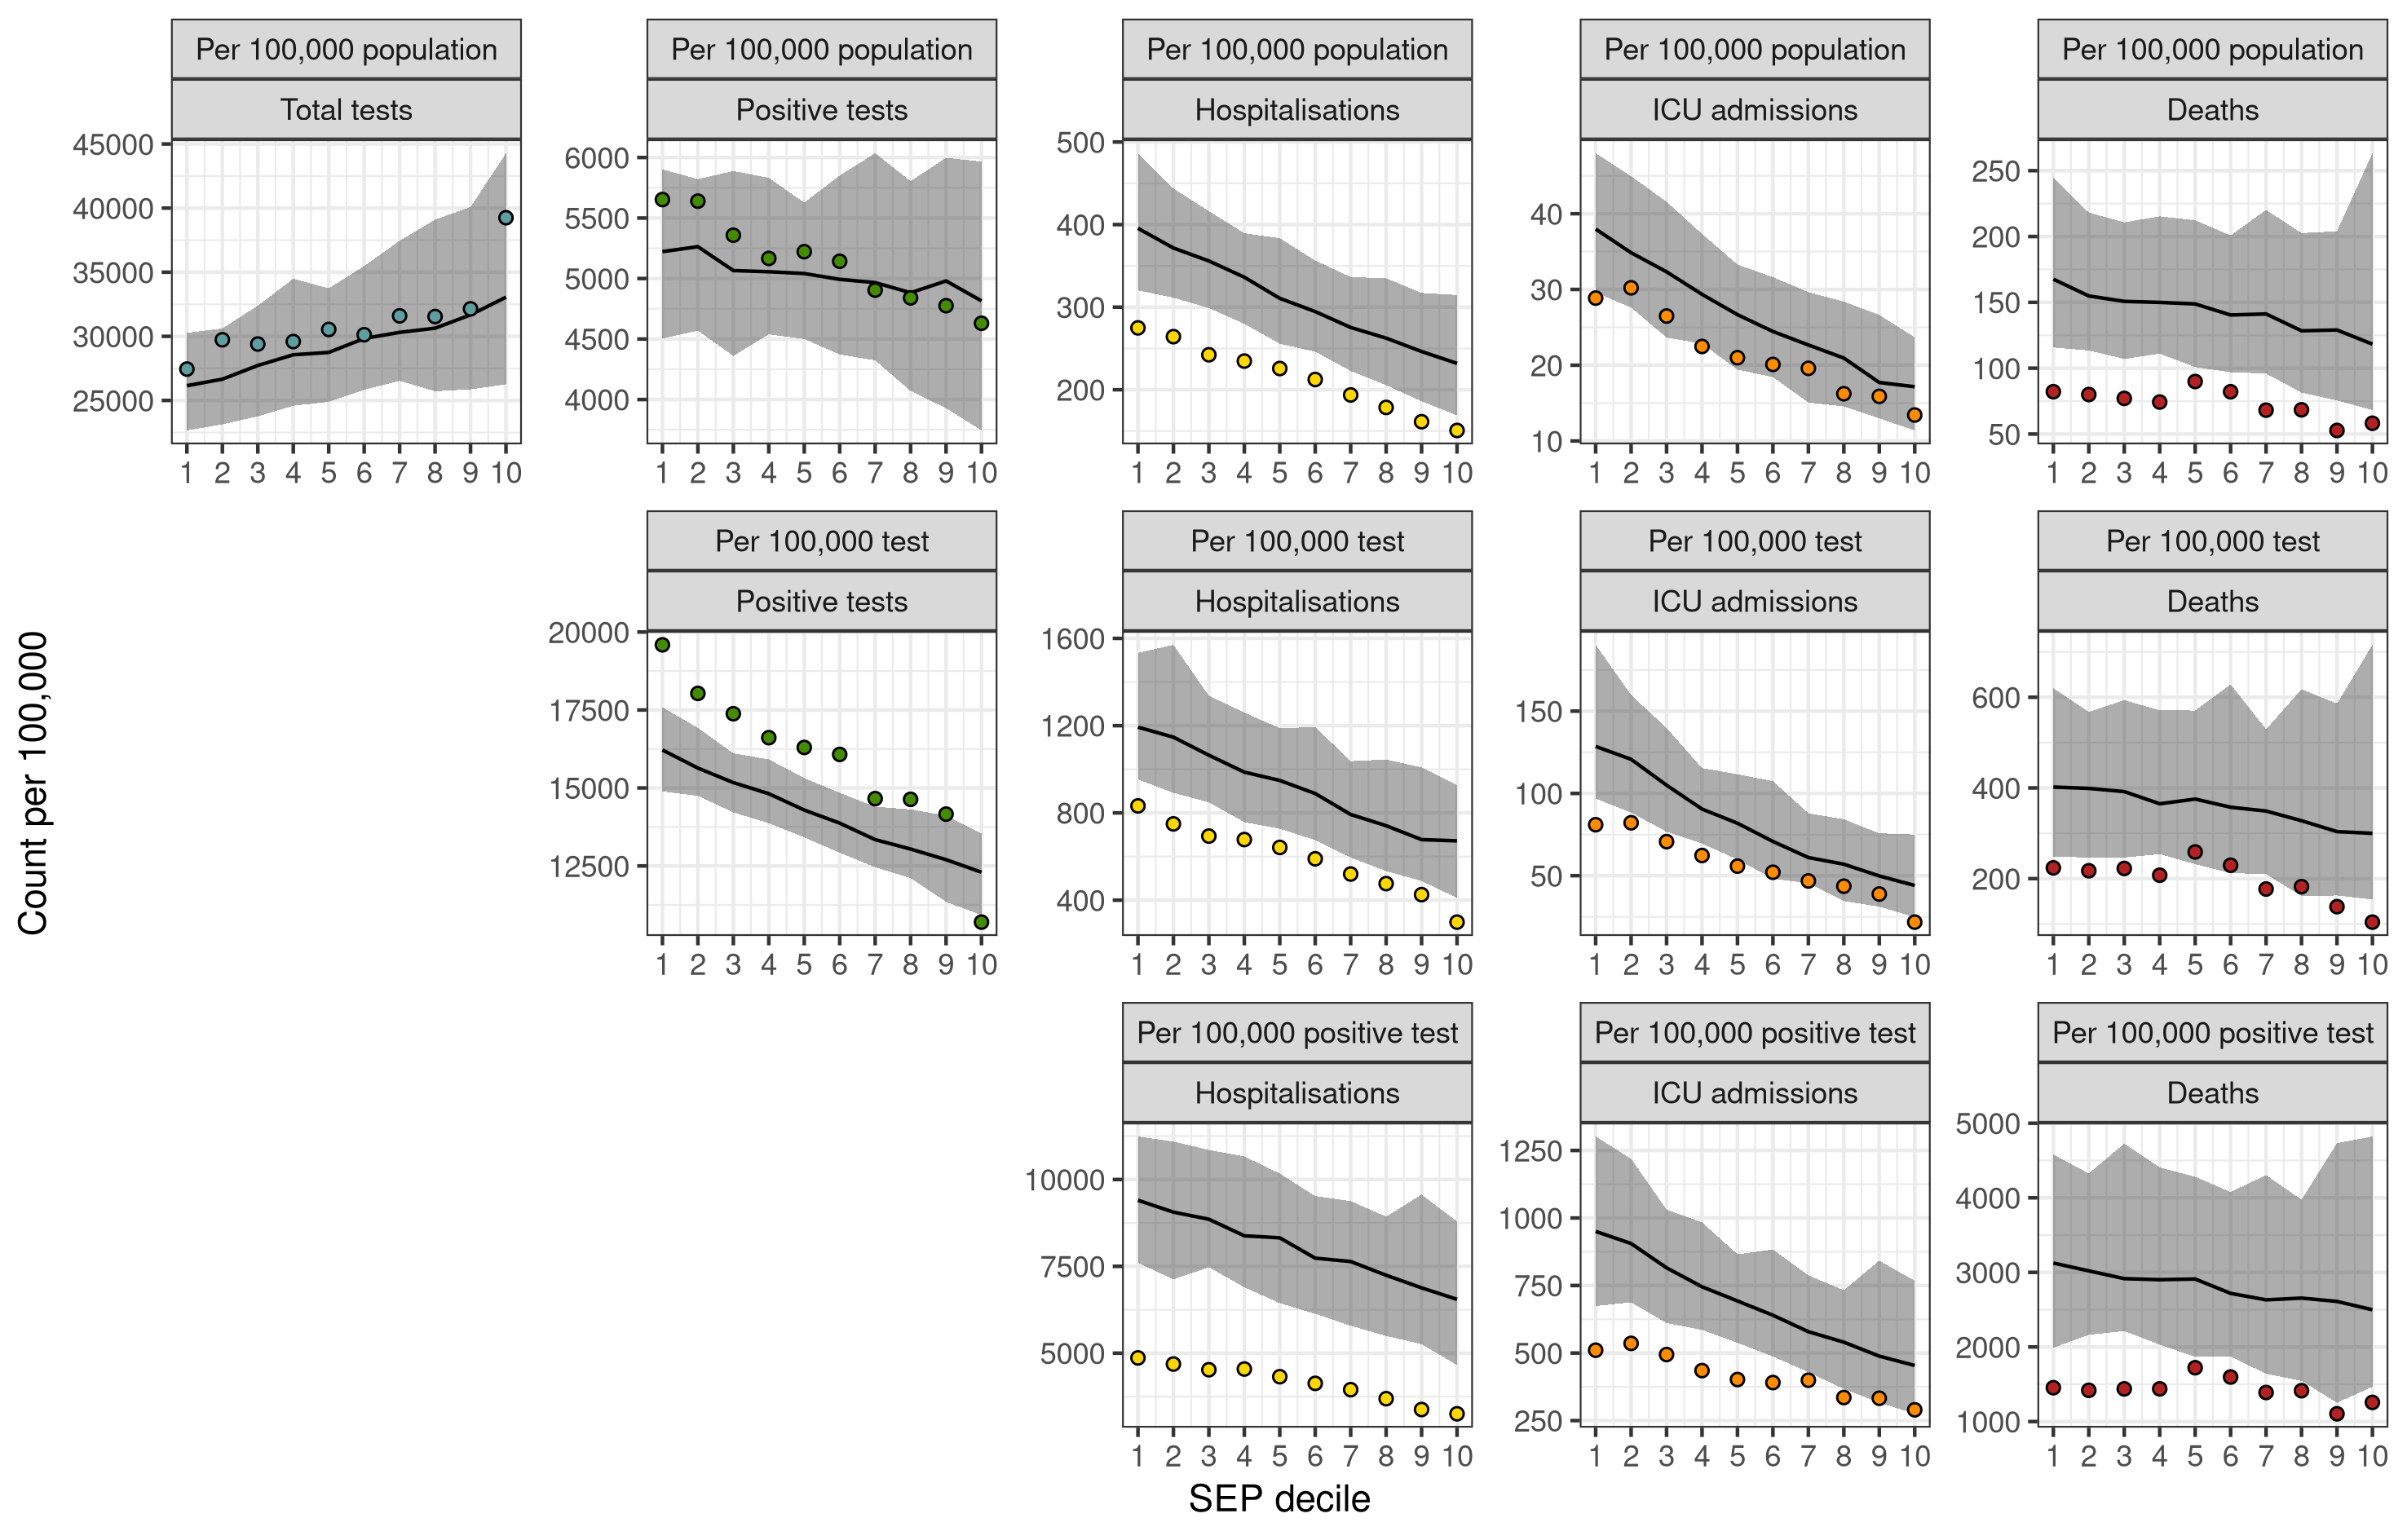 Per 100,000 population
Total tests
45000
40000
35000
30000
25000
1 2 3 4 5 6 7 8 9 10
Per 100,000 population
Positive tests
6000
5500
5000
4500
4000
1 2 3 4 5 6 7 8 9 10
Per 100,000 population
Hospitalisations
500
400
300
200
1 2 3 4 5 6 7 8 9 10
Per 100,000 population
ICU admissions
40
30
20
10
1 2 3 4 5 6 7 8 9 10
Per 100,000 population
Deaths
250
200
150
100
50
1 2 3 4 5 6 7 8 9 10
Count per 100,000
Per 100,000 test
Positive tests
20000
17500
15000
12500
1 2 3 4 5 6 7 8 9 10
Per 100,000 test
Hospitalisations
1600
1200
800
400
1 2 3 4 5 6 7 8 9 10
Per 100,000 test
ICU admissions
150
100
50
1 2 3 4 5 6 7 8 9 10
Per 100,000 test
Deaths
600
400
200
1 2 3 4 5 6 7 8 9 10
Per 100,000 positive test
Hospitalisations
10000
7500
5000
1 2 3 4 5 6 7 8 9 10
Per 100,000 positive test
ICU admissions
1250
1000
750
500
250
1 2 3 4 5 6 7 8 9 10
Per 100,000 positive test
Deaths
5000
4000
3000
2000
1000
1 2 3 4 5 6 7 8 9 10
SEP decile